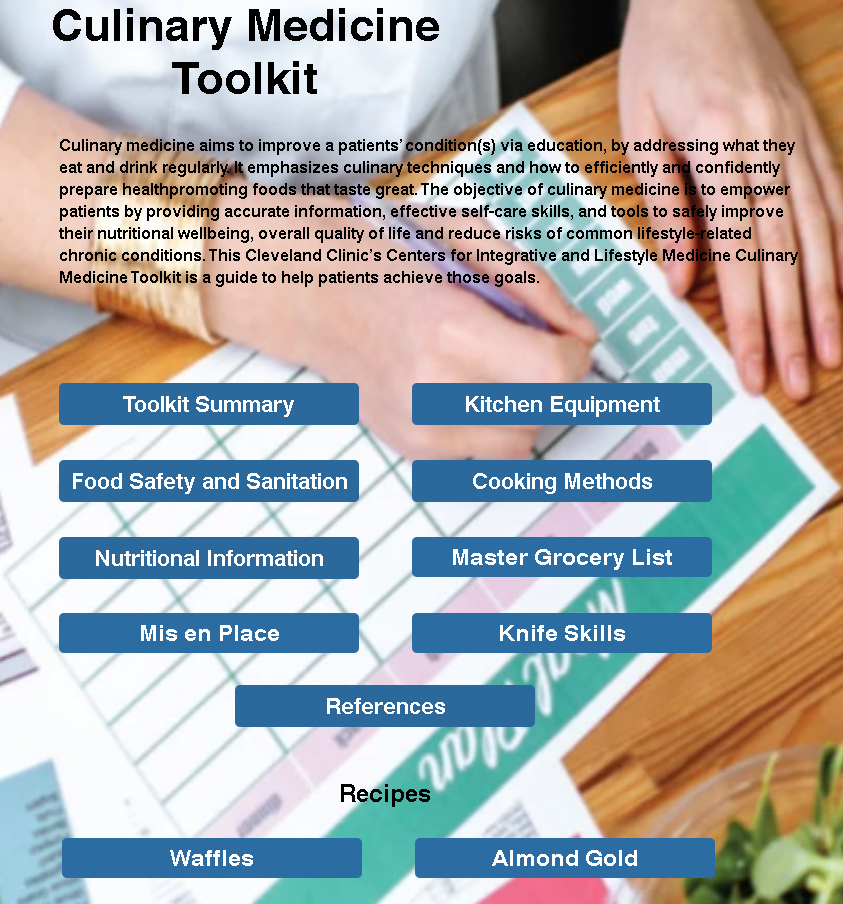 Culinary Medicine
Toolkit
Culinary medicine aims to improve a patients’ condition(s) via education, by addressing what they
eat and drink regularly. It emphasizes culinary techniques and how to efficiently and confidently
prepare healthpromoting foods that taste great. The objective of culinary medicine is to empower
patients by providing accurate information, effective self-care skills, and tools to safely improve
their nutritional wellbeing, overall quality of life and reduce risks of common lifestyle-related
chronic conditions. This Cleveland Clinic’s Centers for Integrative and Lifestyle Medicine Culinary
Medicine Toolkit is a guide to help patients achieve those goals.
Toolkit Summary
Kitchen Equipment
Food Safety and Sanitation
Cooking Methods
Nutritional Information
Master Grocery List
Mis en Place
Knife Skills
References
Meal Plan
dinner
Recipes
Waffles
Almond Gold